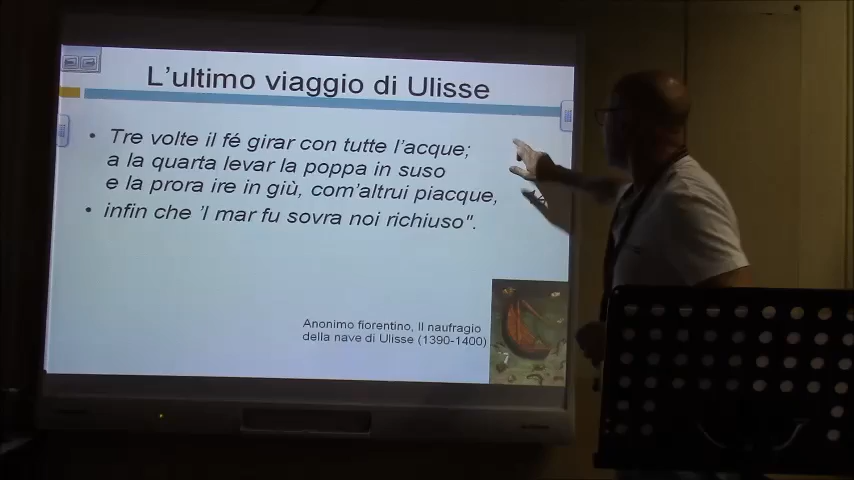 L'ultimo viaggio di Ulisse
• Tre volte il fé girar con tutte l'acque;
a la quarta levar la poppa in suso
e la prora ire in giù, com'altrui piacque,
• infin che 'l mar fu sovra noi richiuso".
Anonimo fiorentino, Il naufragio
della nave di Ulisse (1390-1400)